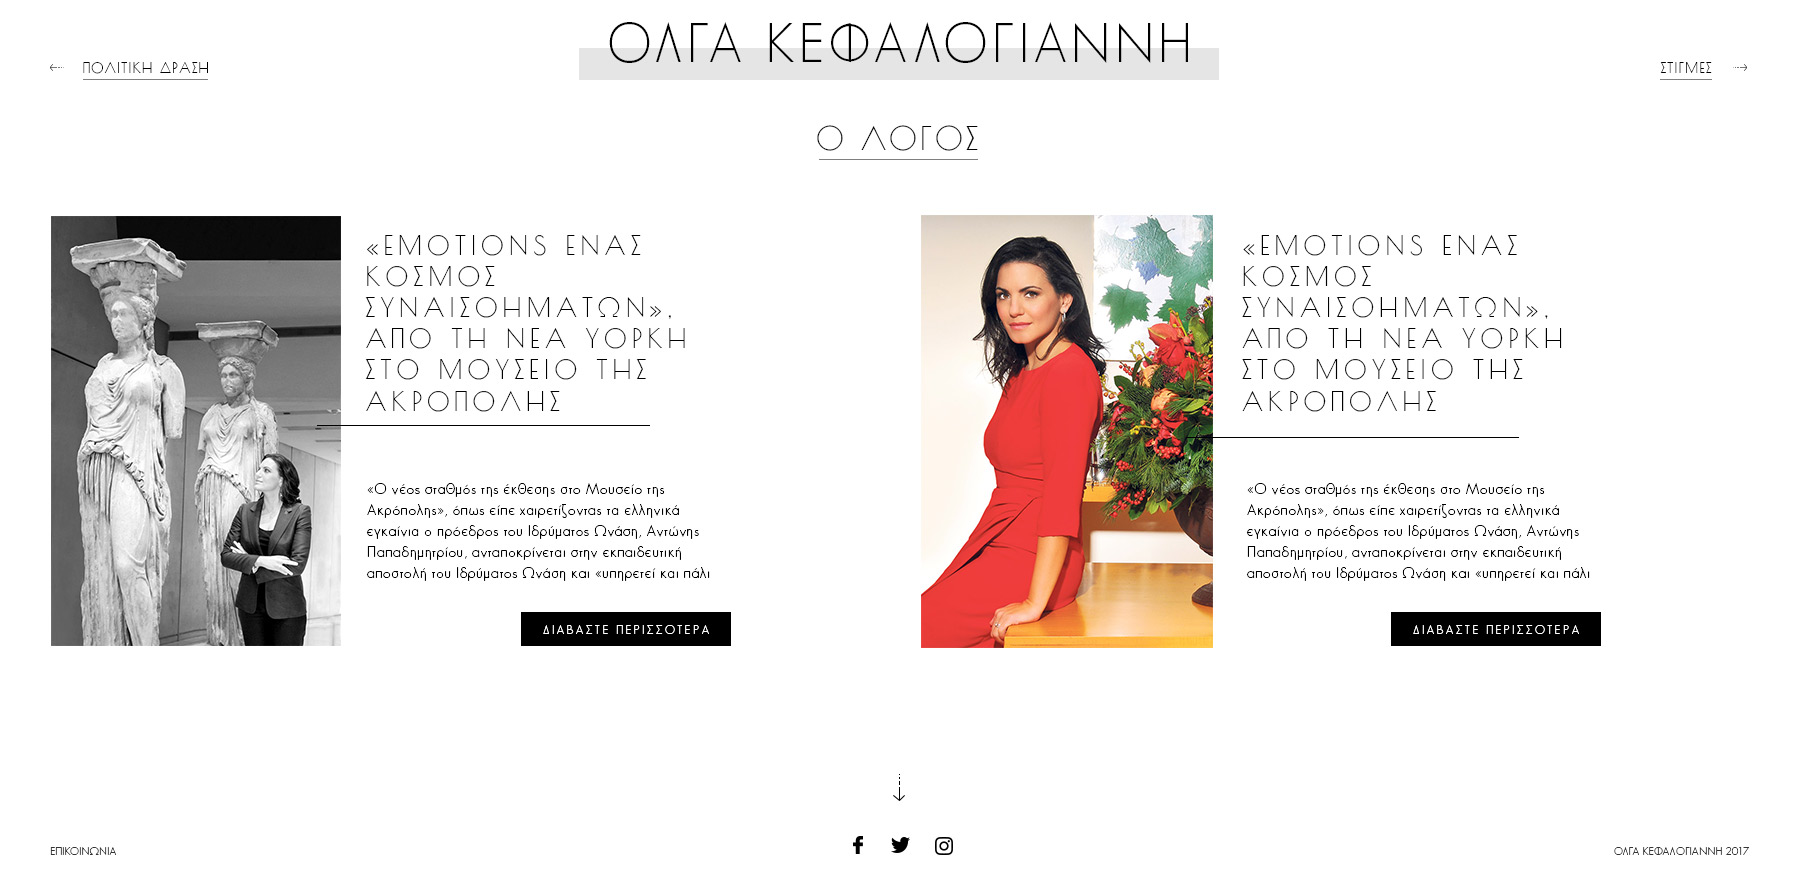 ΟΛΓΑ ΚΕΦΑΛΟΓΙΑΝΝΗ
ΠΟΛΙΤΙΚΗ ΔΡΑΣΗ
ΣΤΙΓΜΕΣ
Ο ΛΟΓΟΣ
«EMOTIONS ΕΝΑΣ
ΚΟΣΜΟΣ
ΣΥΝΑΙΣΟΗΜΑΤΩΝ»,
ΑΠΟ ΤΗ ΝΕΑ ΥΟΡΚΗ
ΣΤΟ ΜΟΥΣΕΙΟ ΤΗΣ
ΑΚΡΟΠΟΛΗΣ
«Ο νέος σταθμός της έκθεσης στο Μουσείο της
Ακρόπολης», όπως είπε χαιρετίζοντας τα ελληνικά
εγκαίνια ο πρόεδρος του Ιδρύματος Ωνάση, Αντώνης
Παπαδημητρίου, ανταποκρίνεται στην εκπαιδευτική
αποστολή του Ιδρύματος Ωνάση και «υπηρετεί και πάλι
ΔΙΑΒΑΣΤΕ ΠΕΡΙΣΣΟΤΕΡΑ
«EMOTIONS ΕΝΑΣ
ΚΟΣΜΟΣ
ΣΥΝΑΙΣΟΗΜΑΤΩΝ»,
ΑΠΟ ΤΗ ΝΕΑ ΥΟΡΚΗ
ΣΤΟ ΜΟΥΣΕΙΟ ΤΗΣ
ΑΚΡΟΠΟΛΗΣ
«Ο νέος σταθμός της έκθεσης στο Μουσείο της
Ακρόπολης», όπως είπε χαιρετίζοντας τα ελληνικά
εγκαίνια ο πρόεδρος του Ιδρύματος Ωνάση, Αντώνης
Παπαδημητρίου, ανταποκρίνεται στην εκπαιδευτική
αποστολή του Ιδρύματος Ωνάση και «υπηρετεί και πάλι
ΔΙΑΒΑΣΤΕ ΠΕΡΙΣΣΟΤΕΡΑ
ΕΠΙΚΟΙΝΩΝΙΑ
ΟΛΓΑ ΚΕΦΑΛΟΓΙΑΝΝΗ 2017